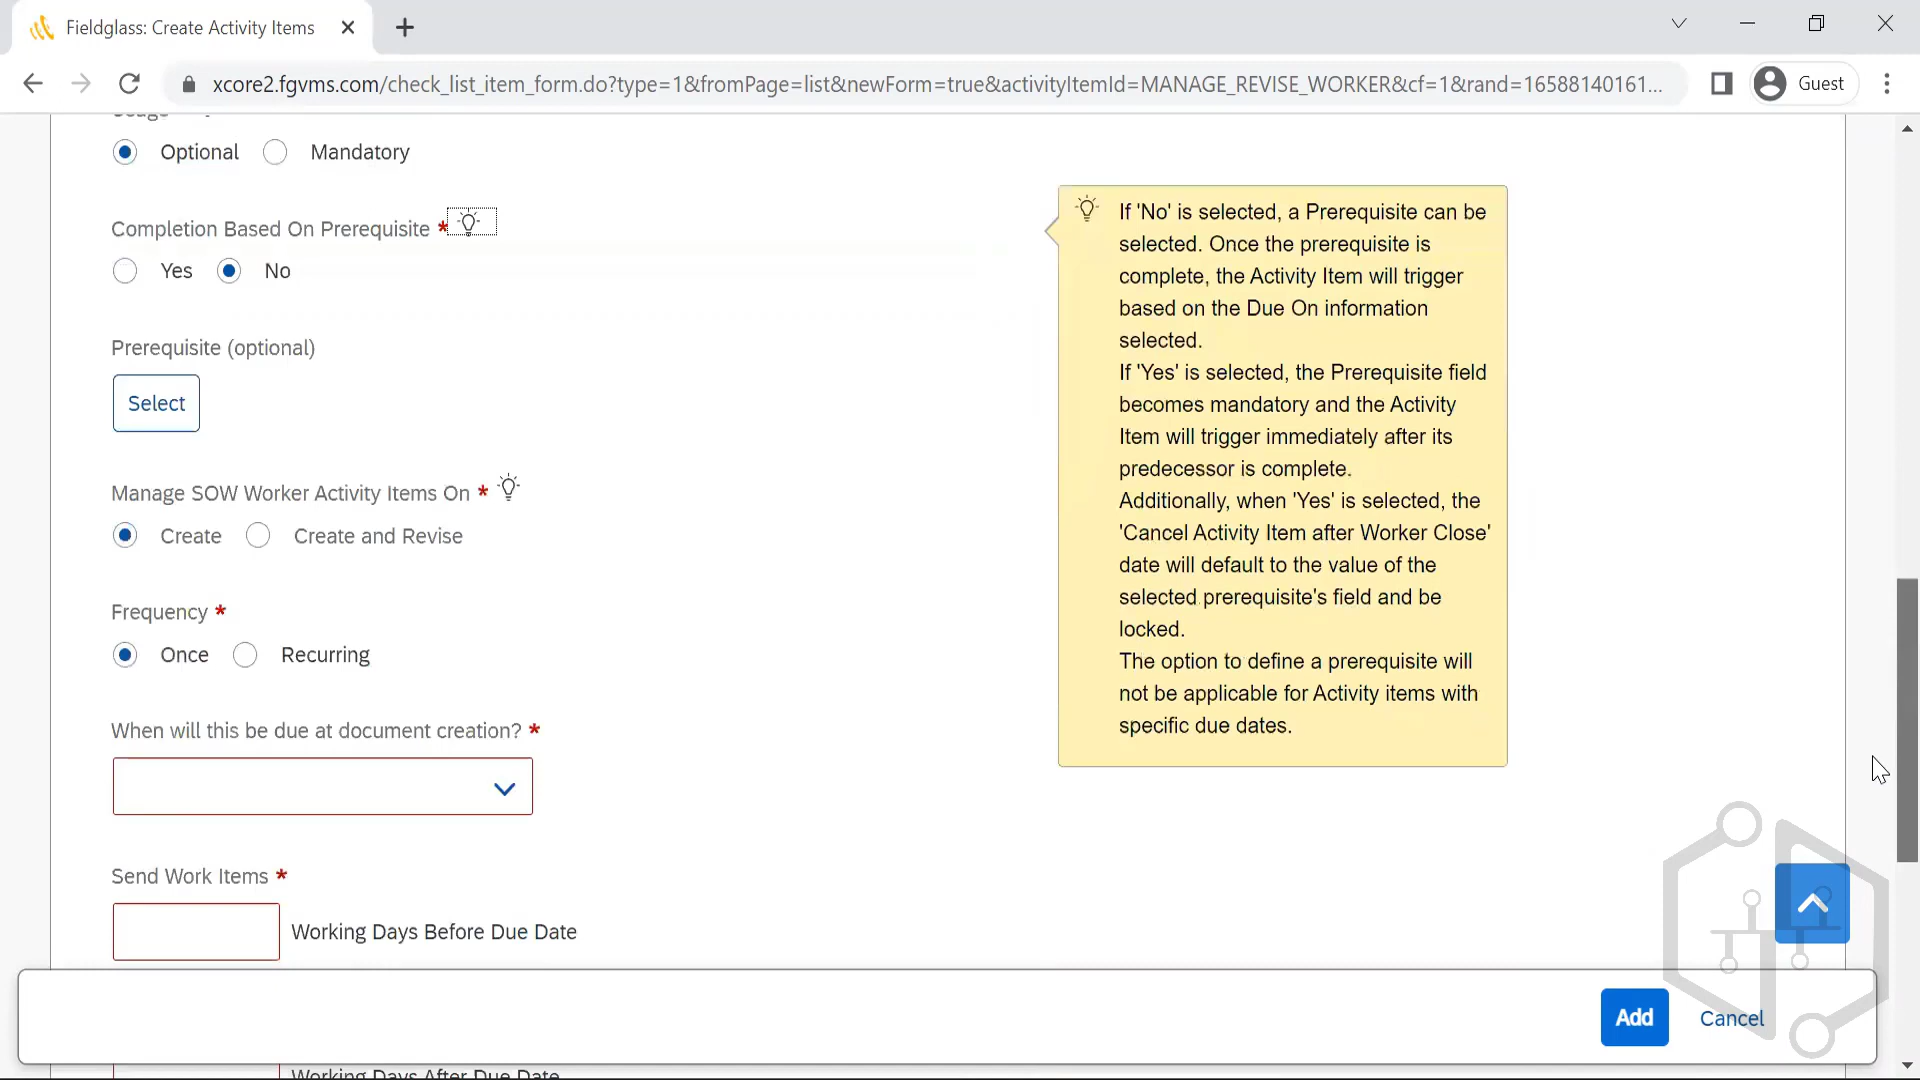 Fieldglass: Create Activity Items
xcore2.fgvms.com/check_list_item_form.do?type=1&fromPage=list&newForm=true&activityItemId=MANAGE_REVISE_WORKER&cf=1&rand=16588140161...
Guest
Optional
Mandatory
Completion Based On Prerequisite *
Yes
No
Prerequisite (optional)
Select
Manage SOW Worker Activity Items On *
Create
Create and Revise
Frequency *
Once
Recurring
When will this be due at document creation? *
Send Work Items *
Working Days Before Due Date
Working Days After Due Date
If 'No' is selected, a Prerequisite can be
selected. Once the prerequisite is
complete, the Activity Item will trigger
based on the Due On information
selected.
If 'Yes' is selected, the Prerequisite field
becomes mandatory and the Activity
Item will trigger immediately after its
predecessor is complete.
Additionally, when 'Yes' is selected, the
'Cancel Activity Item after Worker Close'
date will default to the value of the
selected prerequisite's field and be
locked.
The option to define a prerequisite will
not be applicable for Activity items with
specific due dates.
Add
Cancel